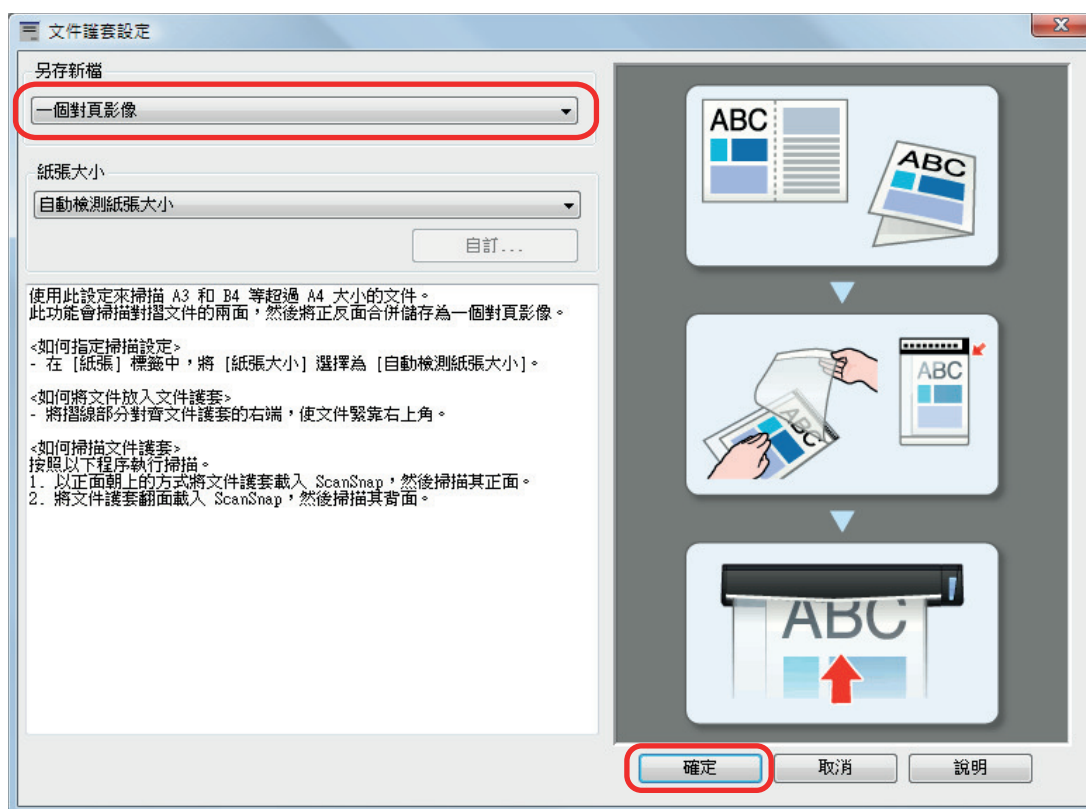 文件護套設定
另存新檔
一個對頁影像
紙張大小
自動檢測紙張大小
自訂...
使用此設定來掃描 A3 和 B4 等超過 A4 大小的文件。
此功能會掃描對摺文件的兩面，然後將正反面合併儲存為一個對頁影像。
<如何指定掃描設定>
- 在 [紙張] 標籤中，將 [紙張大小] 選擇為 [自動檢測紙張大小]。
<如何將文件放入文件護套>
- 將摺線部分對齊文件護套的右端，使文件緊靠右上角。
<如何掃描文件護套>
按照以下程序執行掃描。
1. 以正面朝上的方式將文件護套載入 ScanSnap，然後掃描其正面。
2. 將文件護套翻面載入 ScanSnap，然後掃描其背面。
ABC
ABC
ABC
ABC
ABC
確定
取消
說明